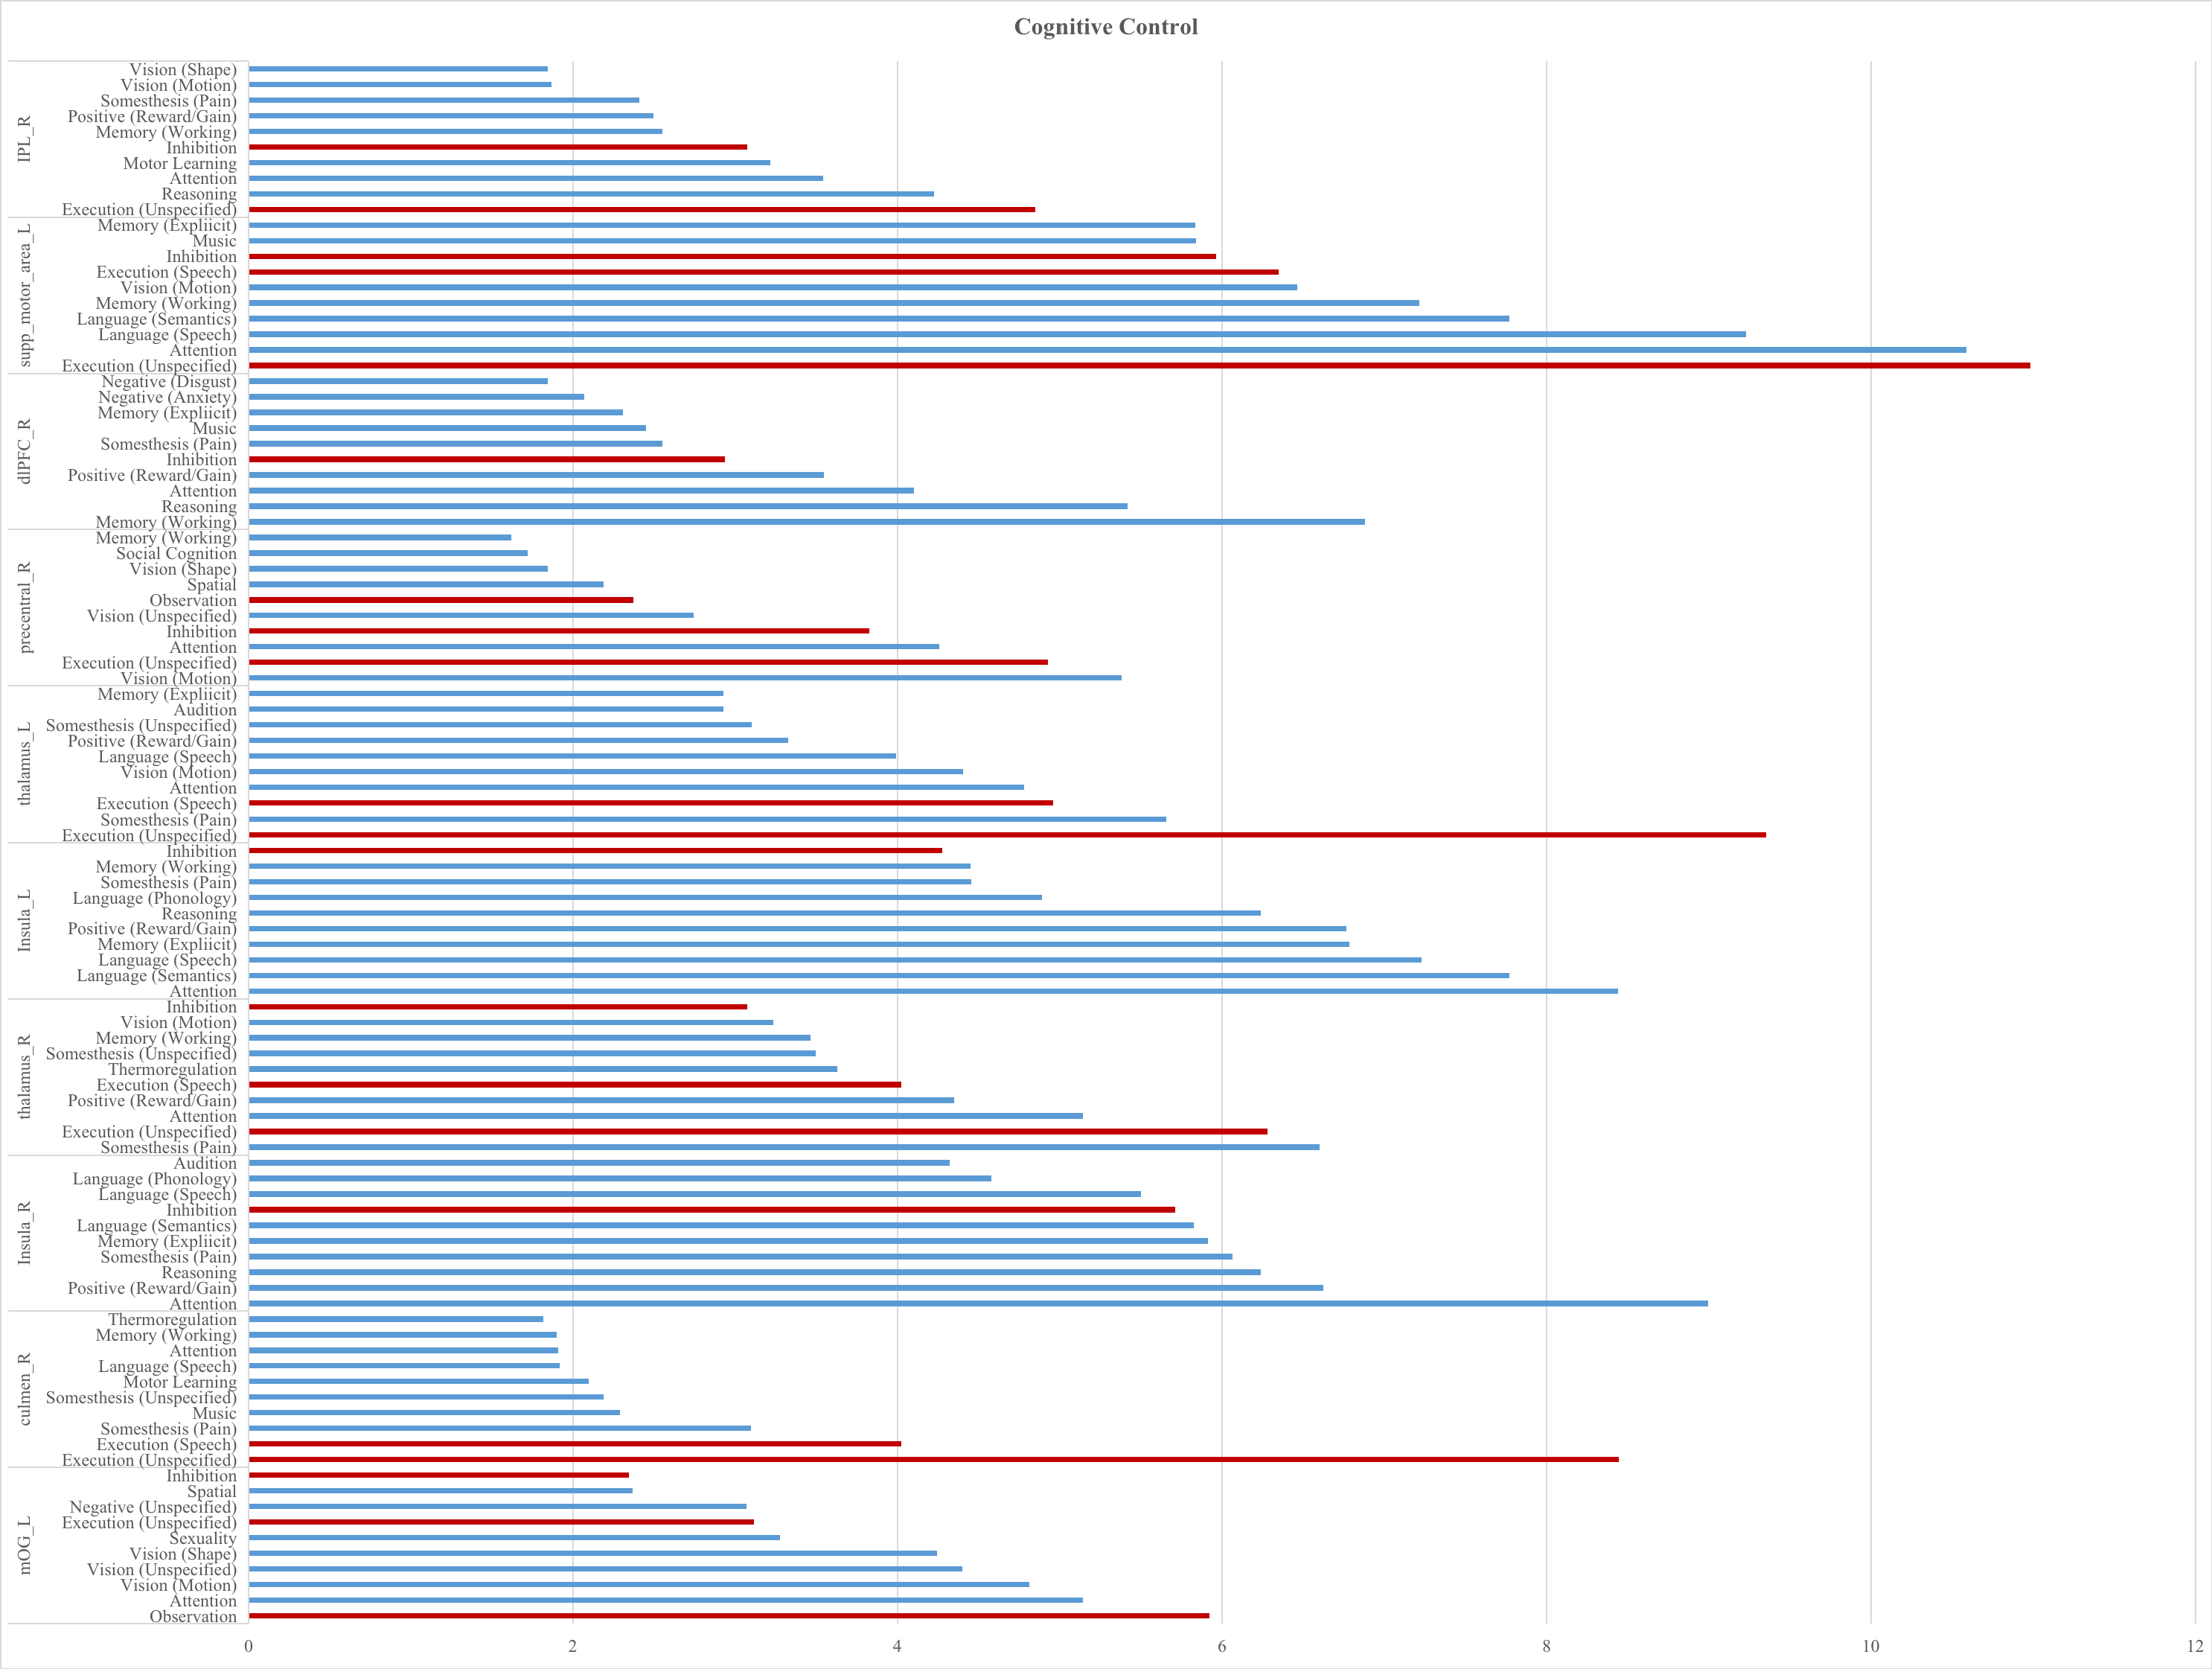 Cognitive Control
IPL_R
Vision (Shape)
Vision (Motion)
Somesthesis (Pain)
Positive (Reward/Gain)
Memory (Working)
Inhibition
Motor Learning
Attention
Reasoning
Execution (Unspecified)
supp_motor_area_L
Memory (Expliicit)
Music
Inhibition
Execution (Speech)
Vision (Motion)
Memory (Working)
Language (Semantics)
Language (Speech)
Attention
Execution (Unspecified)
dlPFC_R
Negative (Disgust)
Negative (Anxiety)
Memory (Expliicit)
Music
Somesthesis (Pain)
Inhibition
Positive (Reward/Gain)
Attention
Reasoning
Memory (Working)
precentral_R
Memory (Working)
Social Cognition
Vision (Shape)
Spatial
Observation
Vision (Unspecified)
Inhibition
Attention
Execution (Unspecified)
Vision (Motion)
thalamus_L
Memory (Expliicit)
Audition
Somesthesis (Unspecified)
Positive (Reward/Gain)
Language (Speech)
Vision (Motion)
Attention
Execution (Speech)
Somesthesis (Pain)
Execution (Unspecified)
Insula_L
Inhibition
Memory (Working)
Somesthesis (Pain)
Language (Phonology)
Reasoning
Positive (Reward/Gain)
Memory (Expliicit)
Language (Speech)
Language (Semantics)
Attention
thalamus_R
Inhibition
Vision (Motion)
Memory (Working)
Somesthesis (Unspecified)
Thermoregulation
Execution (Speech)
Positive (Reward/Gain)
Attention
Execution (Unspecified)
Somesthesis (Pain)
Insula_R
Audition
Language (Phonology)
Language (Speech)
Inhibition
Language (Semantics)
Memory (Expliicit)
Somesthesis (Pain)
Reasoning
Positive (Reward/Gain)
Attention
culmen_R
Thermoregulation
Memory (Working)
Attention
Language (Speech)
Motor Learning
Somesthesis (Unspecified)
Music
Somesthesis (Pain)
Execution (Speech)
Execution (Unspecified)
mOG_L
Inhibition
Spatial
Negative (Unspecified)
Execution (Unspecified)
Sexuality
Vision (Shape)
Vision (Unspecified)
Vision (Motion)
Attention
Observation
0 2 4 6 8 10 12